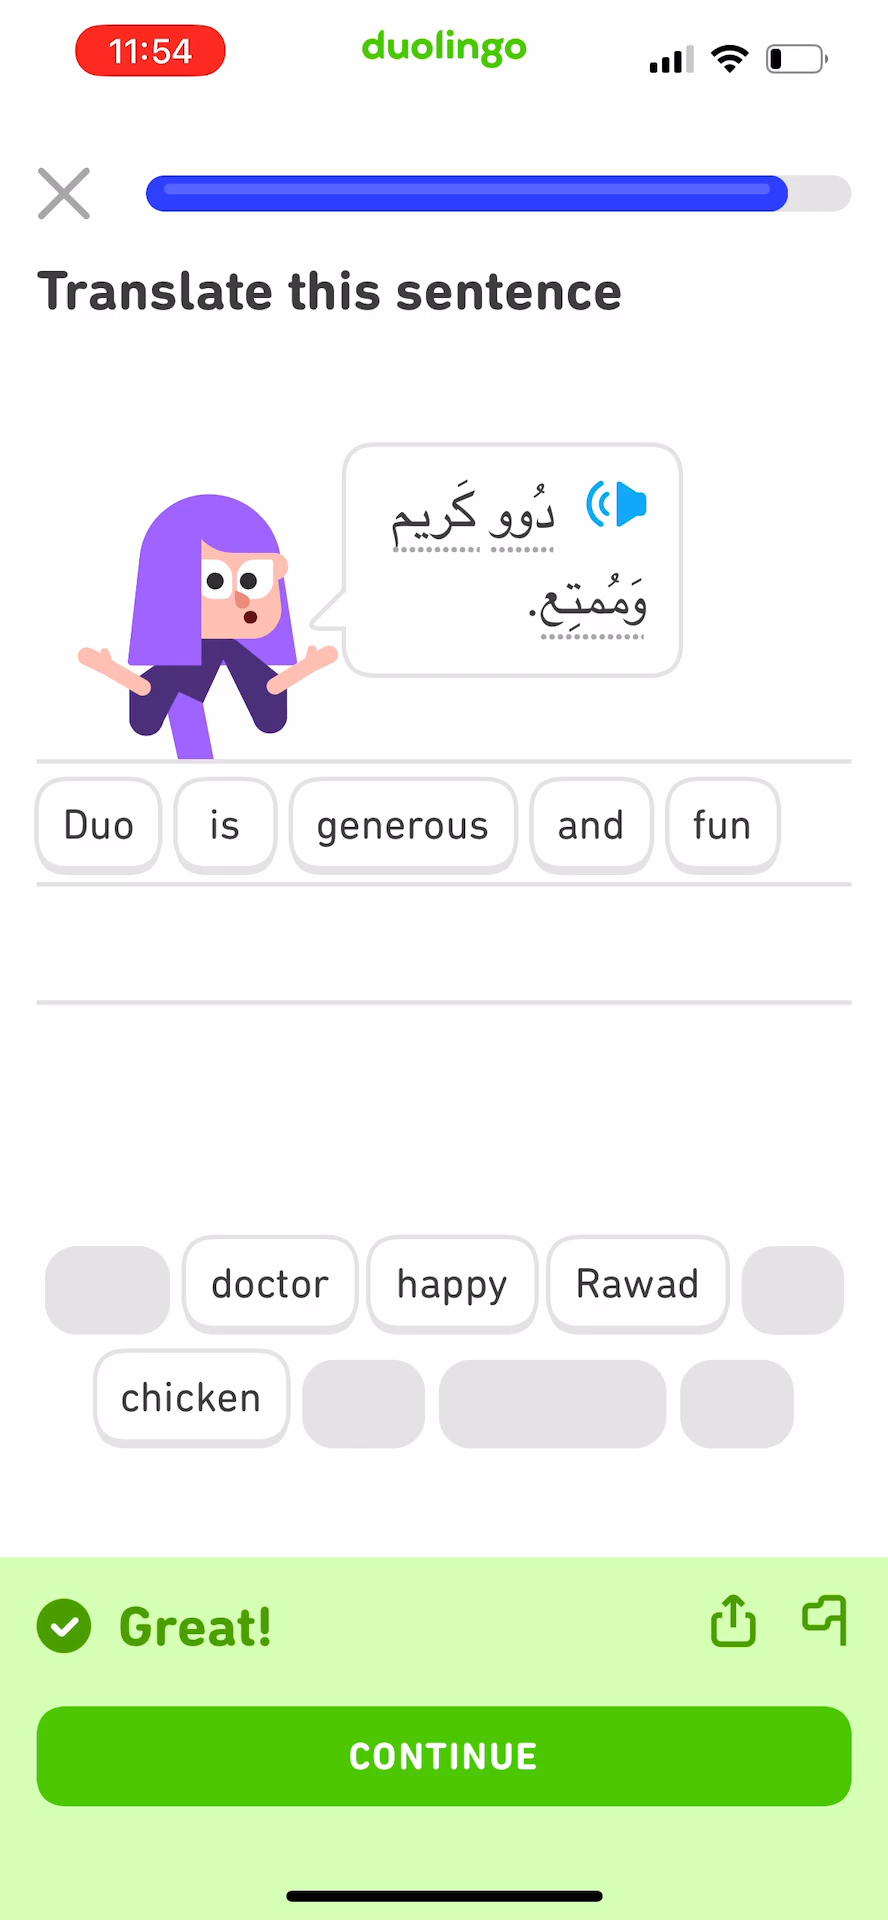 11:54
duolingo
Translate this sentence
دُوو كَريم
وَمُمتِع.
Duo is generous and fun
doctor happy Rawad
chicken
Great!
CONTINUE